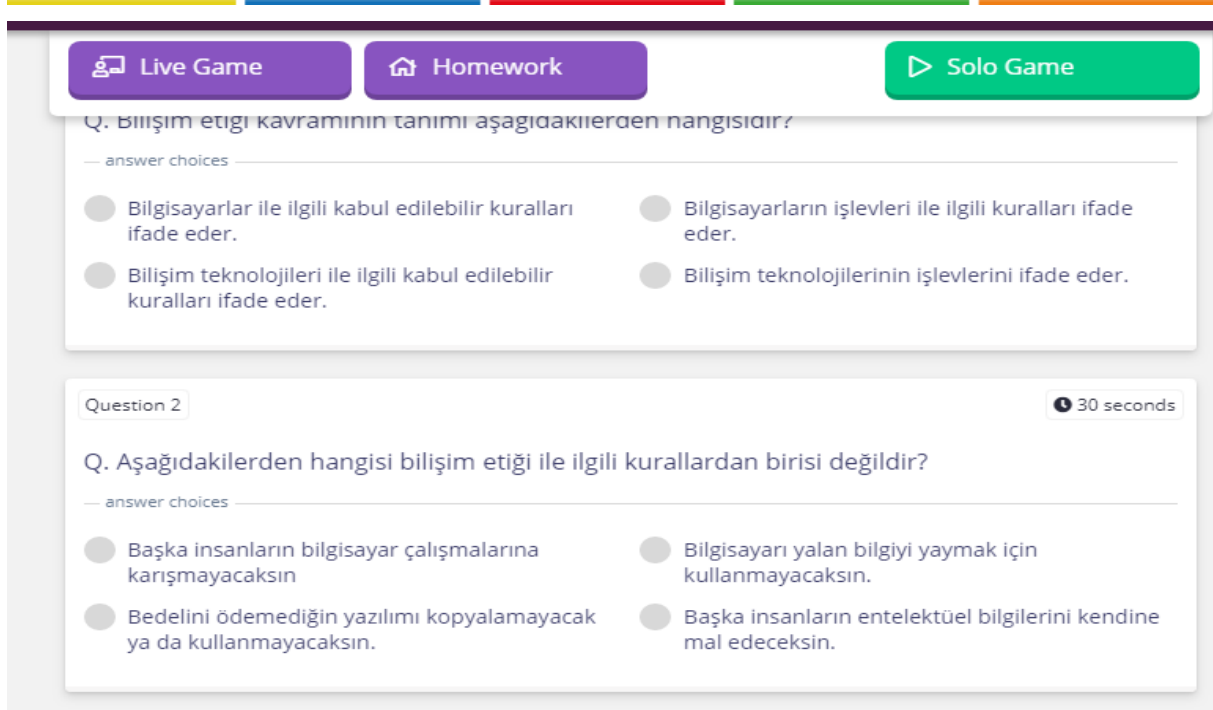 Live Game
Homework
Solo Game
Q. Bilişim etiği kavramının tanımı aşağıdakilerden hangisidir?
answer choices
Bilgisayarlar ile ilgili kabul edilebilir kuralları
ifade eder.
Bilgisayarların işlevleri ile ilgili kuralları ifade
eder.
Bilişim teknolojileri ile ilgili kabul edilebilir
kuralları ifade eder.
Bilişim teknolojilerinin işlevlerini ifade eder.
Question 2
30 seconds
Q. Aşağıdakilerden hangisi bilişim etiği ile ilgili kurallardan birisi değildir?
answer choices
Başka insanların bilgisayar çalışmalarına
karışmayacaksın
Bilgisayarı yalan bilgiyi yaymak için
kullanmayacaksın.
Bedelini ödemediğin yazılımı kopyalamayacak
ya da kullanmayacaksın.
Başka insanların entelektüel bilgilerini kendine
mal edeceksin.